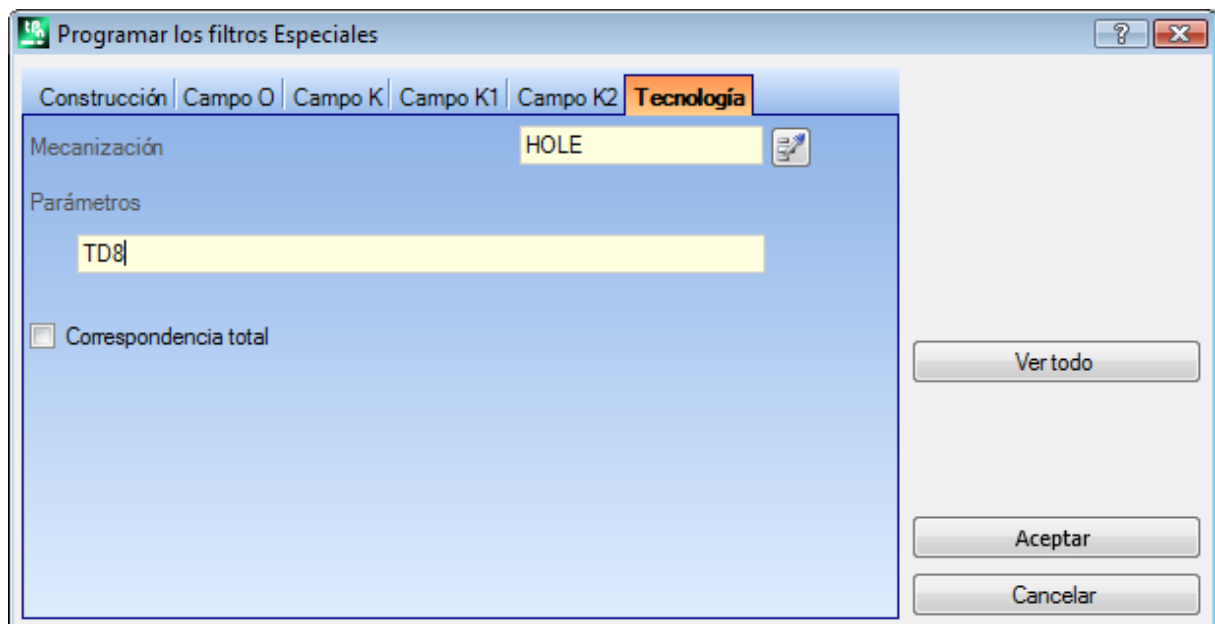 Programar los filtros Especiales
Construcción Campo O Campo K Campo K1 Campo K2 Tecnología
Mecanización HOLE
Parámetros
TD8
Correspondencia total
Ver todo
Aceptar
Cancelar